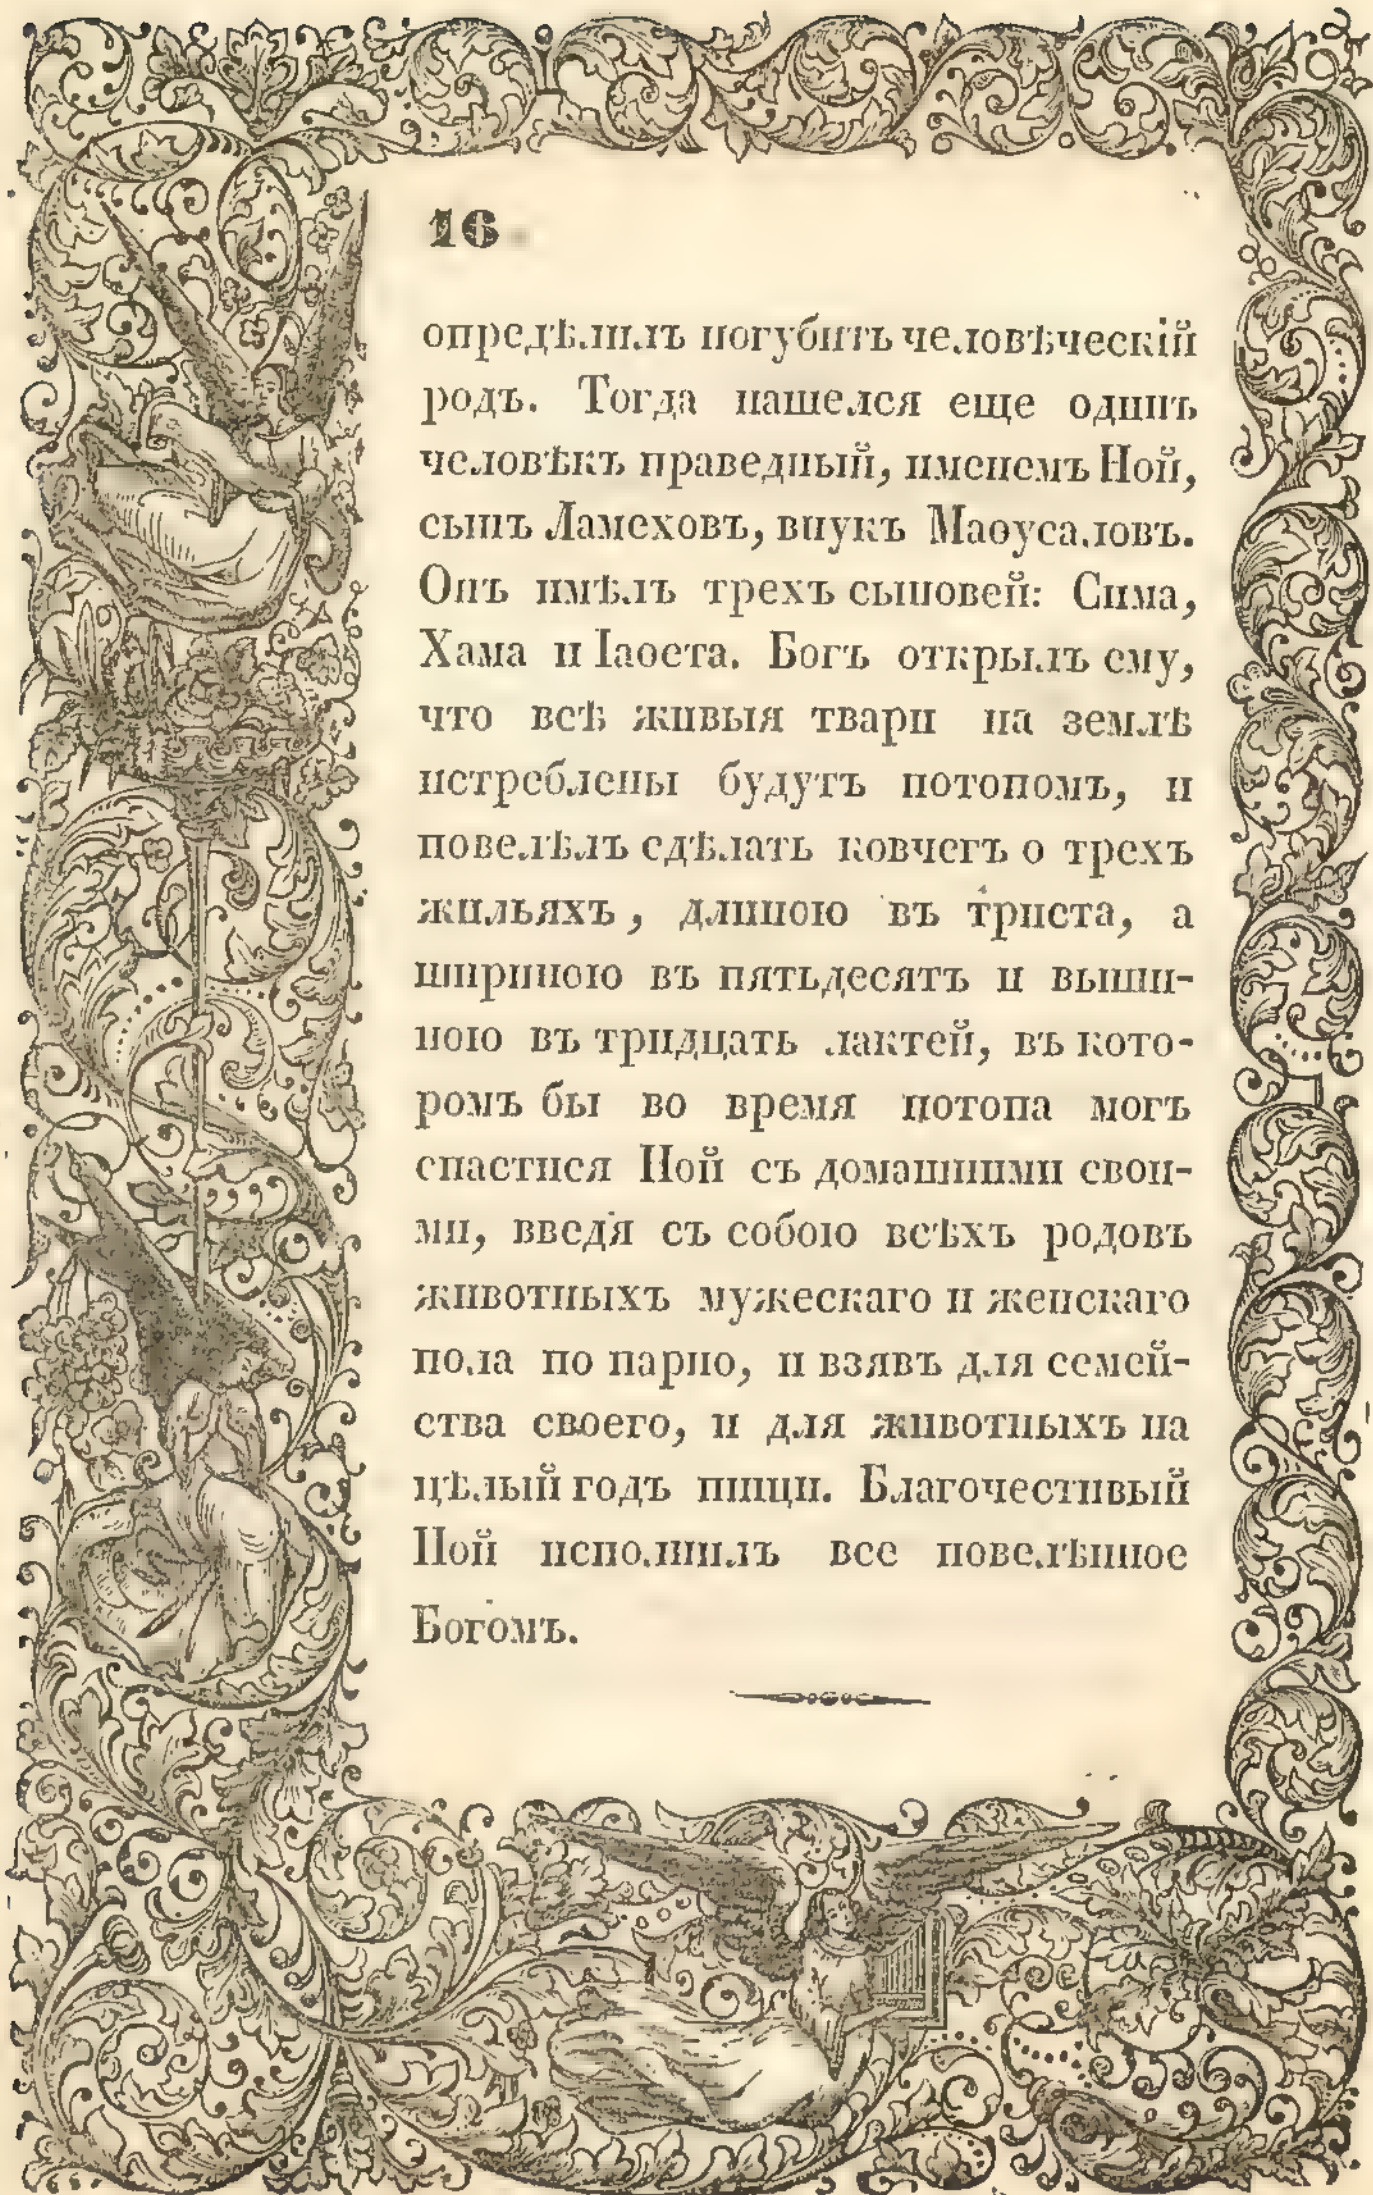 16
опредѣлилъ погубить человѣческій
родъ. Тогда нашелся еще одинъ
человѣкъ праведный, именемъ Ной,
сынъ Ламеховъ, внукъ Маѳусаловъ.
Онъ имѣлъ трехъ сыновей: Сима,
Хама и Іаѳета. Богъ открылъ ему,
что всѣ живыя твари на землѣ
истреблены будутъ потопомъ, и
повелѣлъ сдѣлать ковчегъ о трехъ
жильяхъ, длиною въ триста, а
шириною въ пятьдесятъ и выши-
ною въ тридцать лактей, въ кото-
ромъ бы во время потопа могъ
спастися Ной съ домашними свои-
ми, введя съ собою всѣхъ родовъ
животныхъ мужескаго и женскаго
пола по парно, и взявъ для семей-
ства своего, и для животныхъ на
цѣлый годъ пищи. Благочестивый
Ной исполнилъ все повелѣнное
Богомъ.